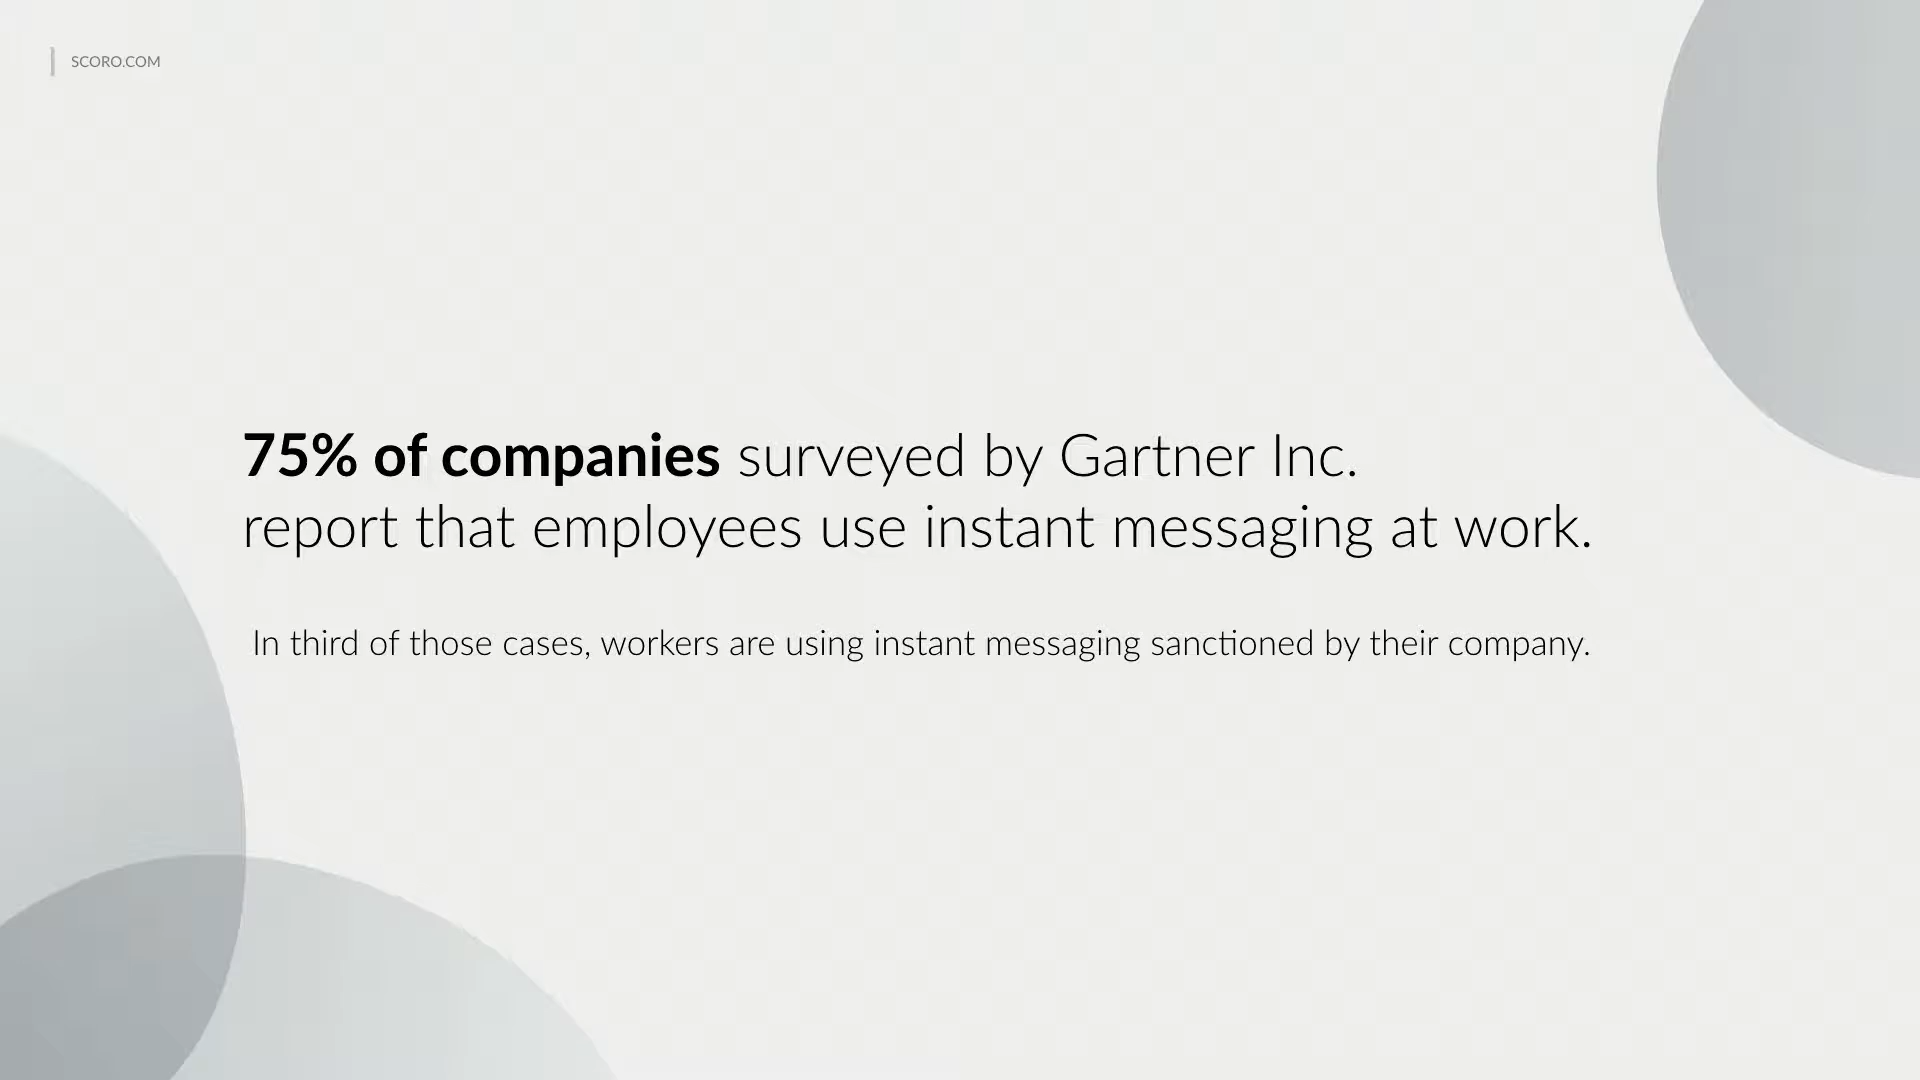 SCORO.COM
75% of companies surveyed by Gartner Inc.
report that employees use instant messaging at work.
In third of those cases, workers are using instant messaging sanctioned by their company.